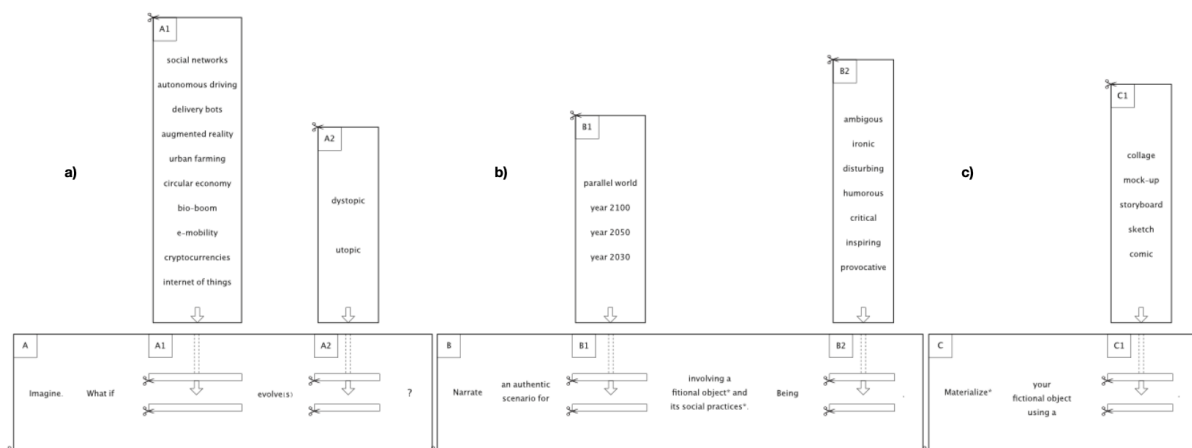 A1
social networks
autonomous driving
delivery bots
augmented reality
urban farming
circular economy
bio-boom
e-mobility
cryptocurrencies
internet of things
a)
A2
dystopic
utopic
b)
B1
parallel world
year 2100
year 2050
year 2030
B2
ambigous
ironic
disturbing
humorous
critical
inspiring
provocative
c)
C1
collage
mock-up
storyboard
sketch
comic
A
A1
A2
Imagine.
What if
evolve(s)
?
B
B1
B2
Narrate
an authentic
scenario for
involving a
fitional object* and
its social practices*.
Being
.
C
C1
Materialize*
your
fictional object
using a
.